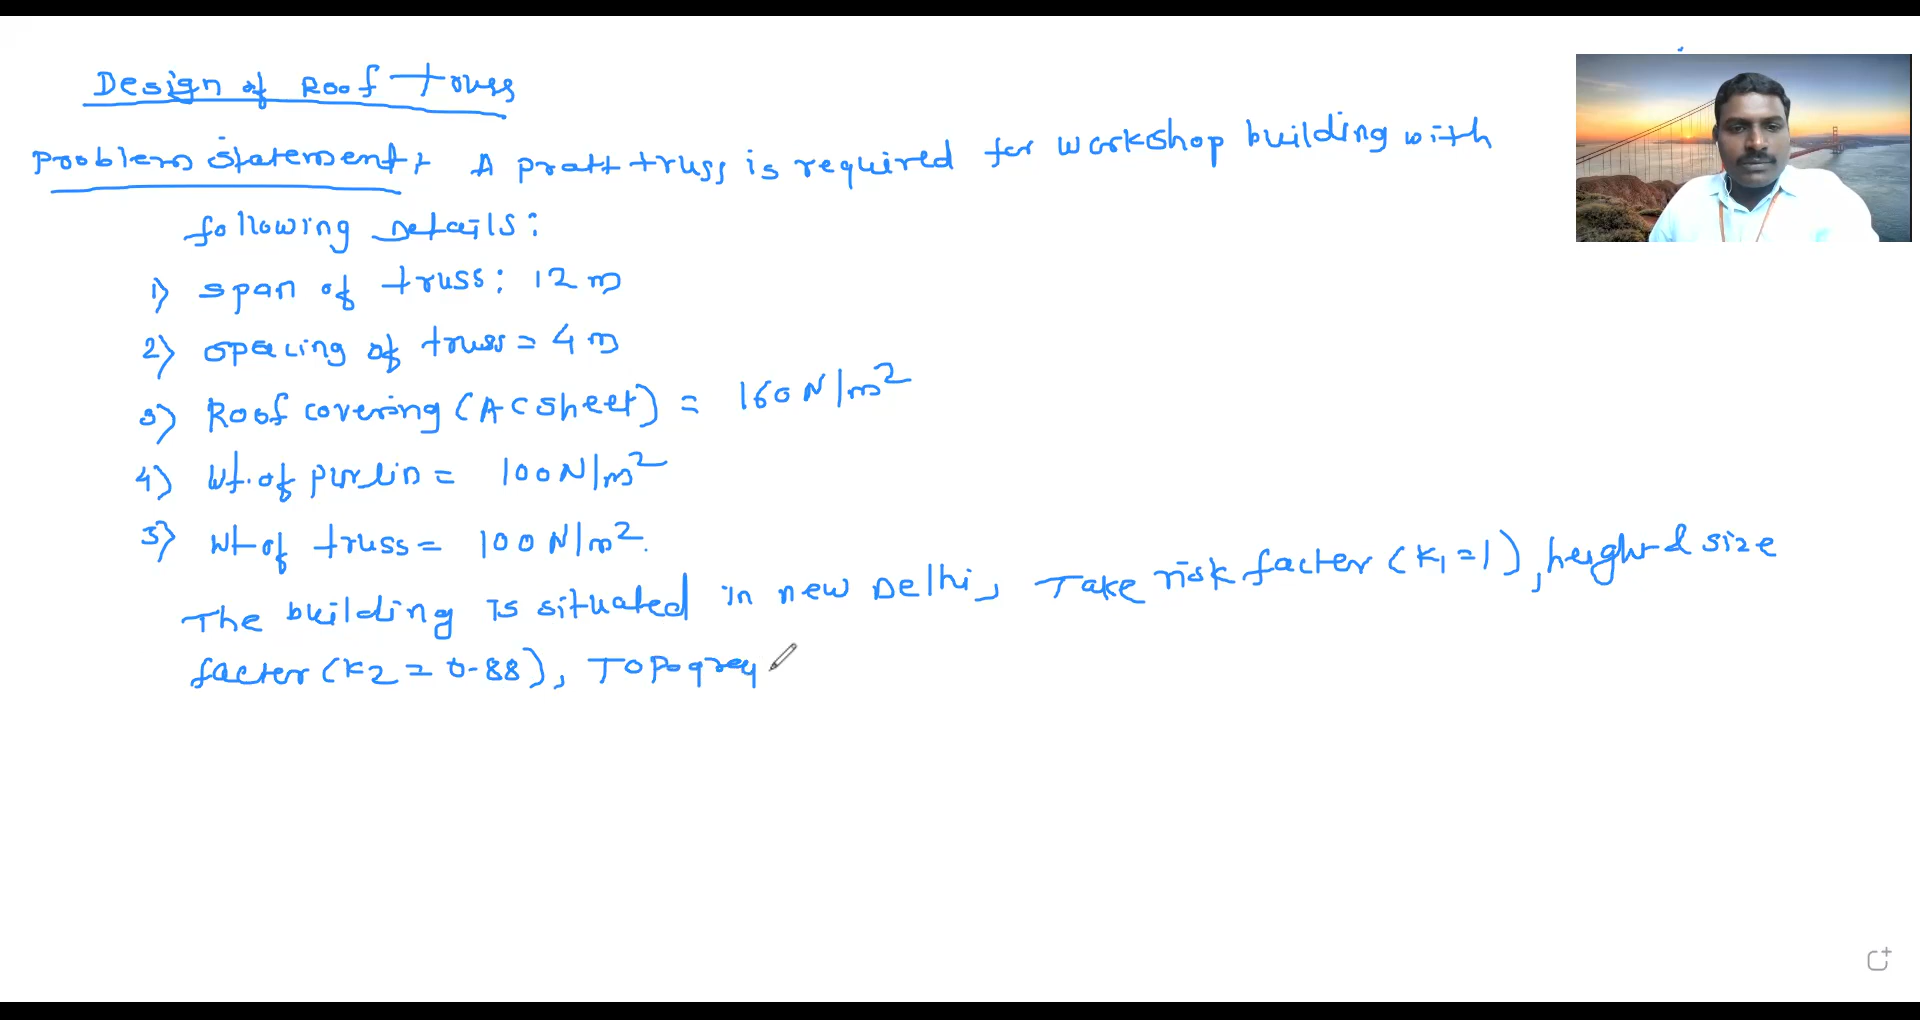 Design of Roof truss
Problem statement: A pratt truss is required for workshop building with
following Details:
1) span of truss: 12 m
2) spacing of truss = 4 m
3) Roof covering (AC sheet) = 160 N/m²
4) Wt. of purlin = 100 N/m²
5) Wt of truss = 100 N/m².
The building is situated in new Delhi, Take risk factor (K1 = 1), height & size
factor (K2 = 0.88), Topogray